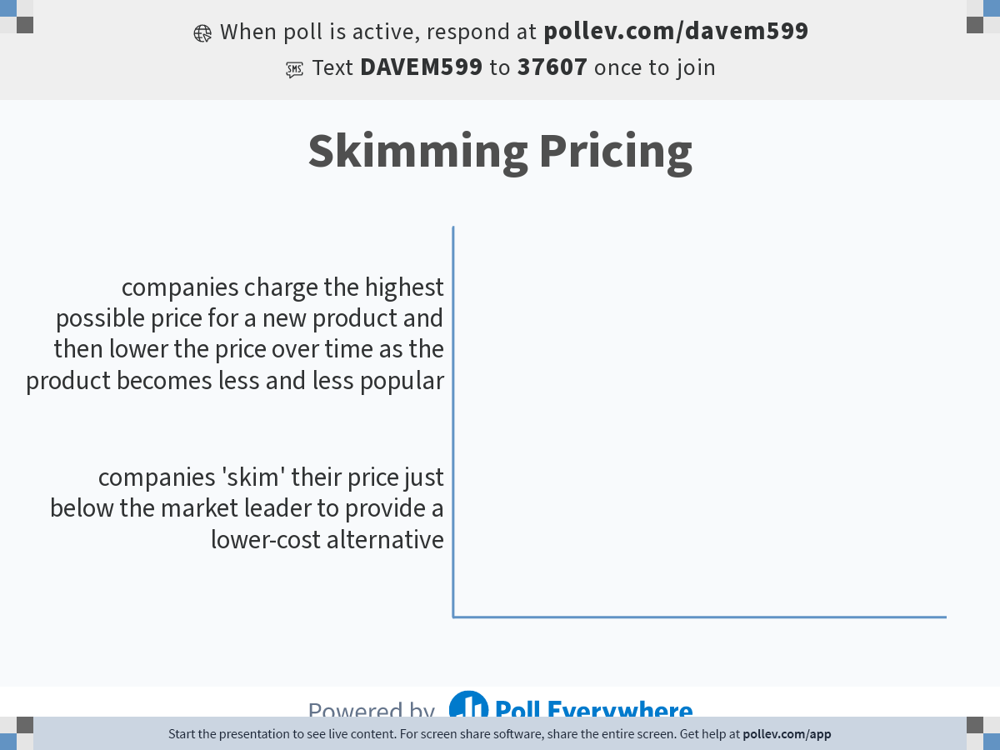 When poll is active, respond at pollev.com/davem599
SMS Text DAVEM599 to 37607 once to join
Skimming Pricing
companies charge the highest
possible price for a new product and
then lower the price over time as the
product becomes less and less popular
companies 'skim' their price just
below the market leader to provide a
lower-cost alternative
Powered by Poll Everywhere
Start the presentation to see live content. For screen share software, share the entire screen. Get help at pollev.com/app